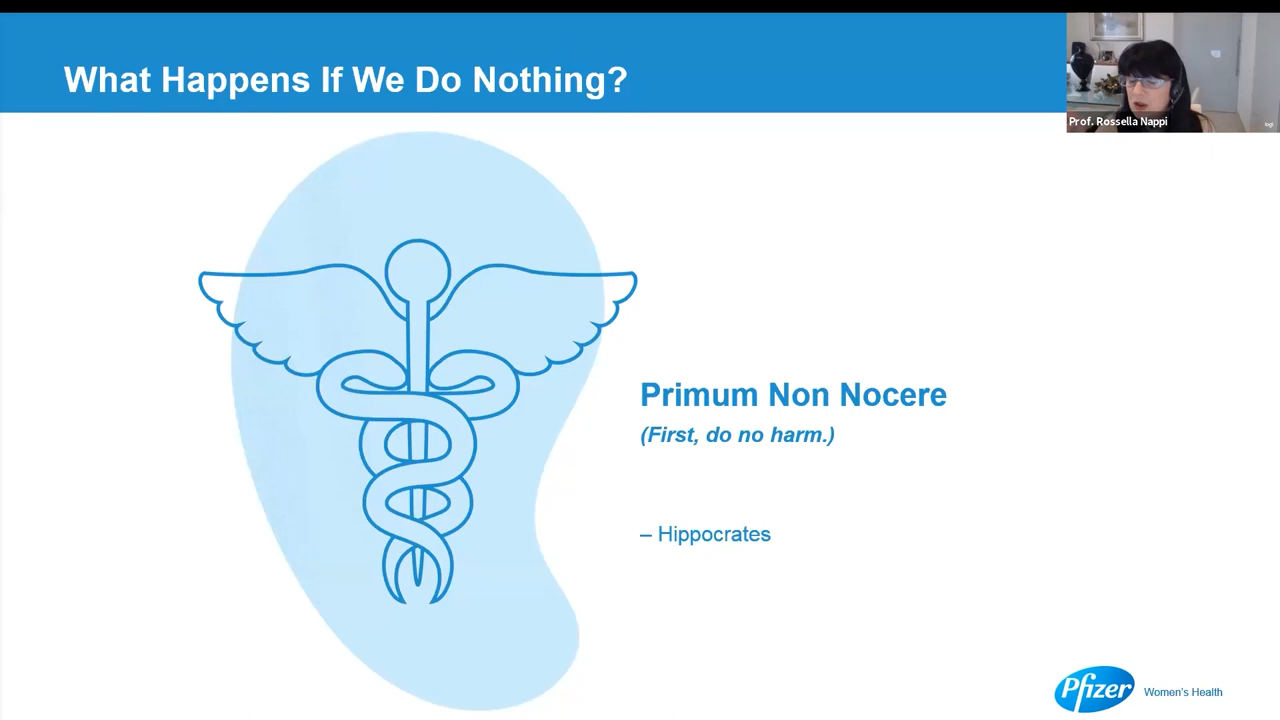 What Happens If We Do Nothing?
Prof. Rossella Nappi
logi
Primum Non Nocere
(First, do no harm.)
– Hippocrates
Pfizer Women's Health